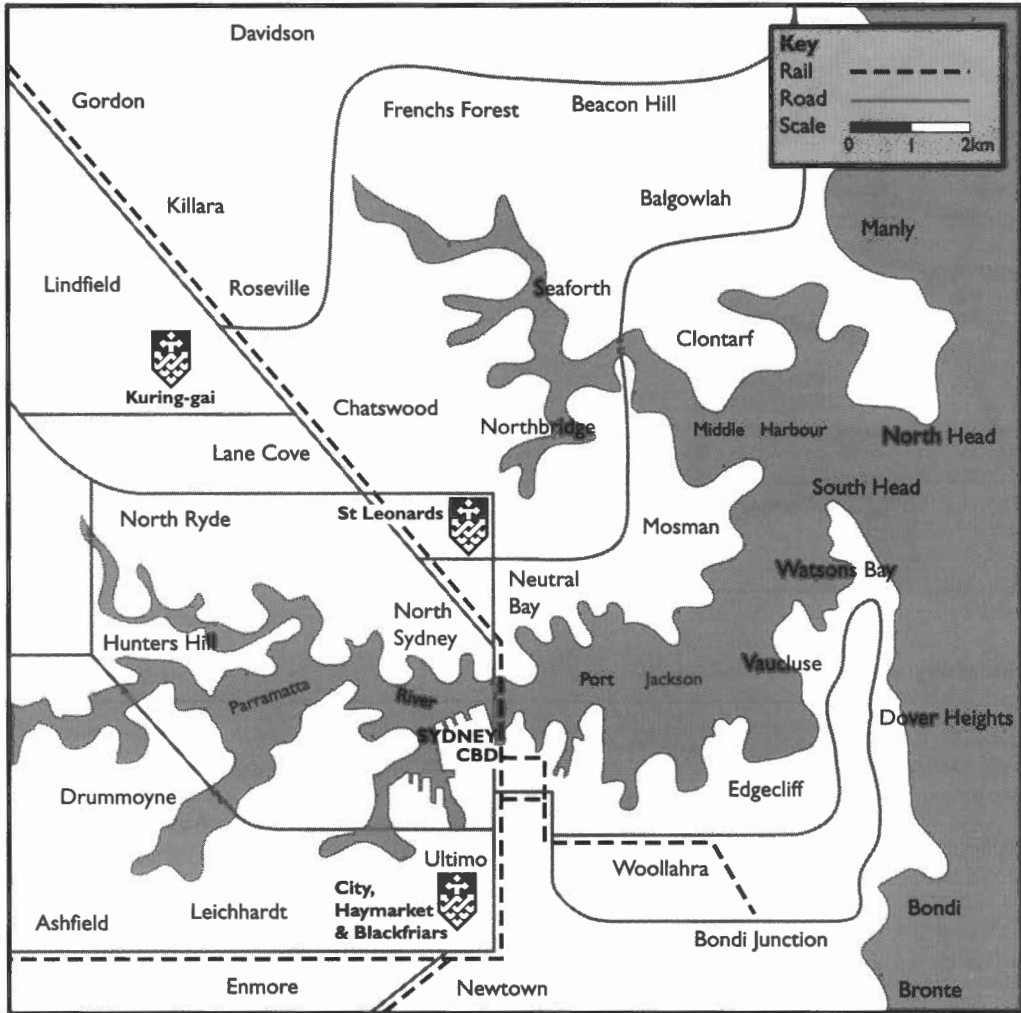 Davidson
Key
Rail
Road
Scale
0 1 2km
Gordon
Frenchs Forest
Beacon Hill
Killara
Balgowlah
Manly
Lindfield
Roseville
Seaforth
Clontarf
Kuring-gai
Chatswood
Northbridge
Middle Harbour
North Head
Lane Cove
South Head
North Ryde
St Leonards
Mosman
Neutral
Bay
Watsons Bay
North
Sydney
Hunters Hill
Vaucluse
Parramatta
River
Port Jackson
SYDNEY
CBD
Dover Heights
Drummoyne
Edgecliff
Ultimo
Woollahra
City,
Haymarket
& Blackfriars
Leichhardt
Ashfield
Bondi
Bondi Junction
Enmore
Newtown
Bronte